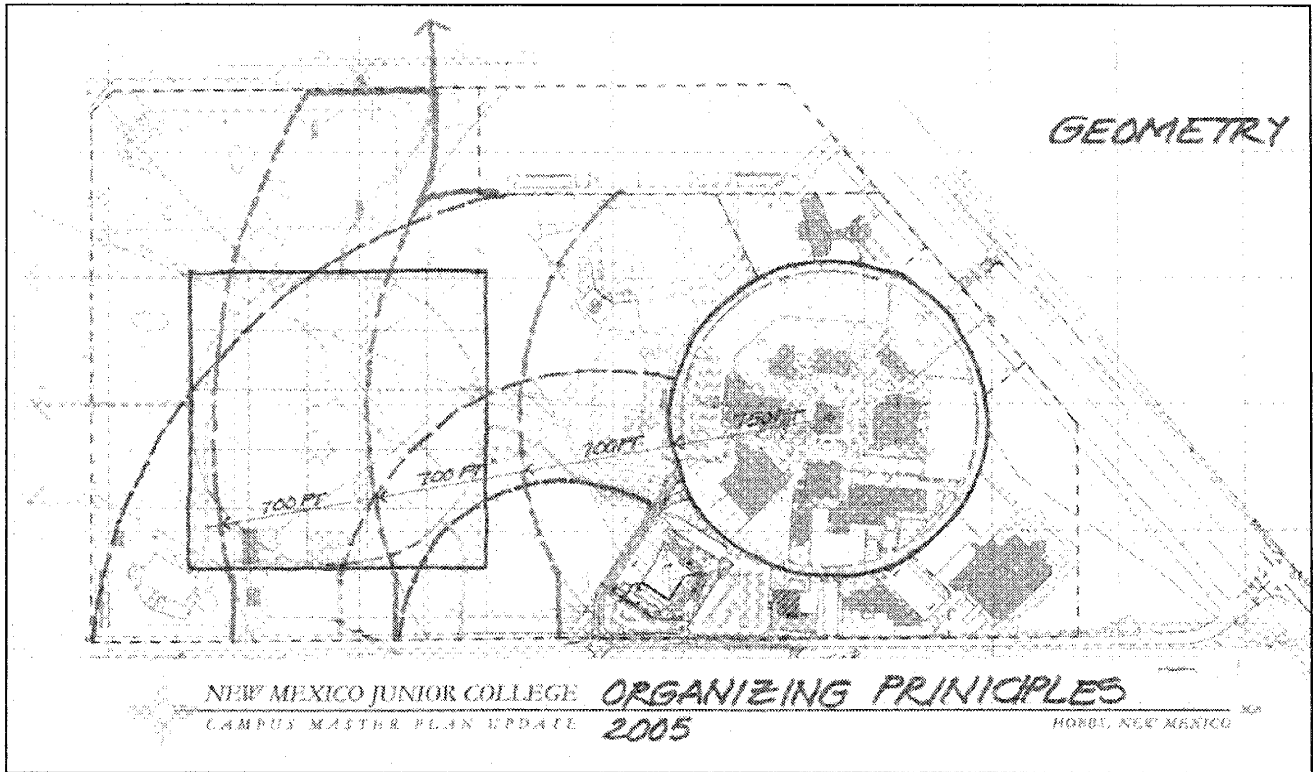 GEOMETRY
750 FT.
700 FT.
700 FT.
700 FT.
NEW MEXICO JUNIOR COLLEGE ORGANIZING PRINICIPLES
CAMPUS MASTER PLAN UPDATE 2005 HOBBS, NEW MEXICO